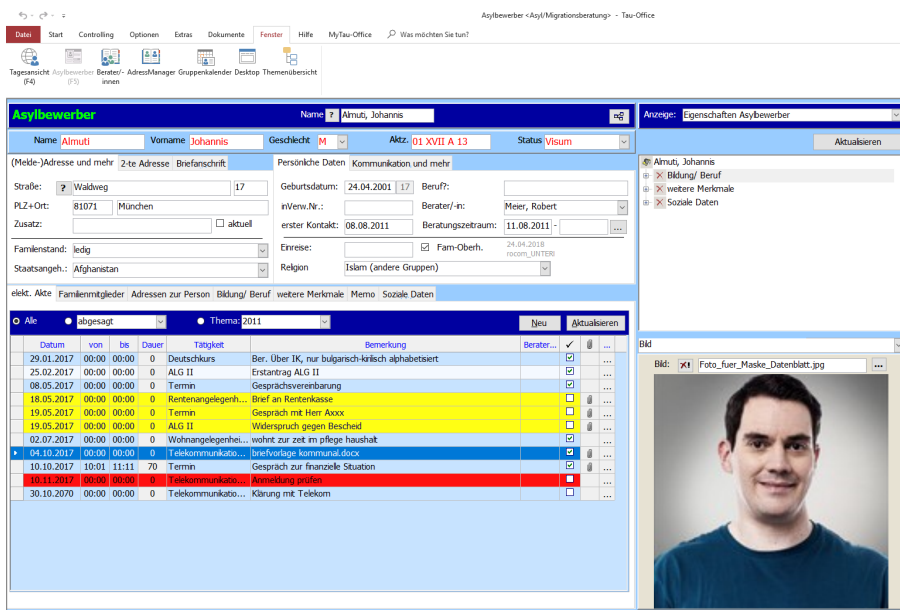 Asylbewerber <Asyl/Migrationsberatung> - Tau-Office
Datei Start Controlling Optionen Extras Dokumente Fenster Hilfe MyTau-Office Was möchten Sie tun?
Tagesansicht (F4) Asylbewerber (F5) Berater/-innen AdressManager Gruppenkalender Desktop Themenübersicht
Asylbewerber Name ? Almuti, Johannis
Anzeige: Eigenschaften Asylbewerber
Name Almuti Vorname Johannis Geschlecht M Aktz. 01 XVII A 13 Status Visum
Aktualisieren
(Melde-)Adresse und mehr 2-te Adresse Briefanschrift Persönliche Daten Kommunikation und mehr
Almuti, Johannis
Bildung/ Beruf
weitere Merkmale
Soziale Daten
Straße: ? Waldweg 17 Geburtsdatum: 24.04.2001 17 Beruf?:
PLZ+Ort: 81071 München inVerw.Nr.: Berater/-in: Meier, Robert
Zusatz: aktuell erster Kontakt: 08.08.2011 Beratungszeitraum: 11.08.2011 - ...
Familenstand: ledig Einreise: Fam-Oberh. 24.04.2018
rocom_UNTERI
Staatsangeh.: Afghanistan Religion Islam (andere Gruppen)
elekt. Akte Familienmitglieder Adressen zur Person Bildung/ Beruf weitere Merkmale Memo Soziale Daten
Alle abgesagt Thema: 2011 Neu Aktualisieren
Datum von bis Dauer Tätigkeit Bemerkung Berater... ...
29.01.2017 00:00 00:00 0 Deutschkurs Ber. Über IK, nur bulgarisch-kirilisch alphabetisiert ...
25.02.2017 00:00 00:00 0 ALG II Erstantrag ALG II ...
08.05.2017 00:00 00:00 0 Termin Gesprächsvereinbarung ...
18.05.2017 00:00 00:00 0 Rentenangelegenh... Brief an Rentenkasse ...
19.05.2017 00:00 00:00 0 Termin Gespräch mit Herr Axxx ...
19.05.2017 00:00 00:00 0 ALG II Widerspruch gegen Bescheid ...
02.07.2017 00:00 00:00 0 Wohnangelegenhei... wohnt zur zeit im pflege haushalt ...
04.10.2017 00:00 00:00 0 Telekommunikatio... briefvorlage kommunal.docx ...
10.10.2017 10:01 11:11 70 Termin Gespräch zur finanzielle Situation ...
10.11.2017 00:00 00:00 0 Telekommunikatio... Anmeldung prüfen ...
30.10.2070 00:00 00:00 0 Telekommunikatio... Klärung mit Telekom ...
Bild
Bild: Foto_fuer_Maske_Datenblatt.jpg ...